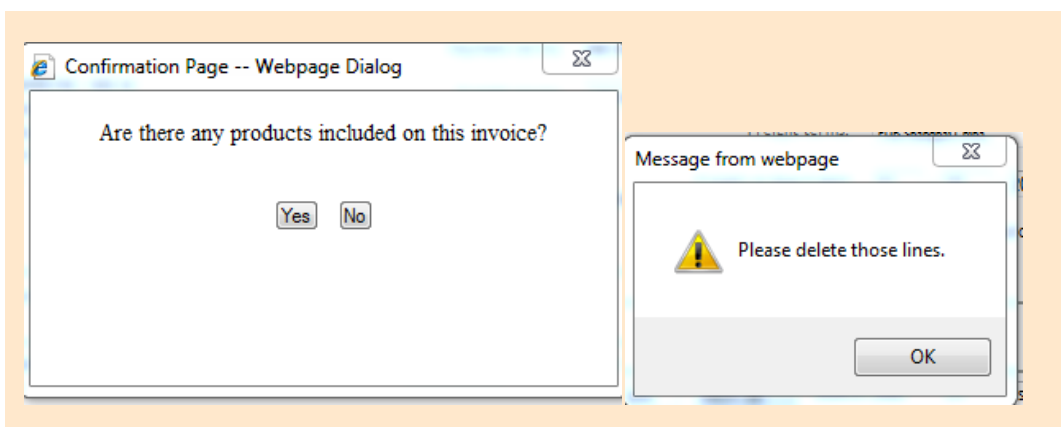 Confirmation Page -- Webpage Dialog
Are there any products included on this invoice?
Yes No
Message from webpage
Please delete those lines.
OK